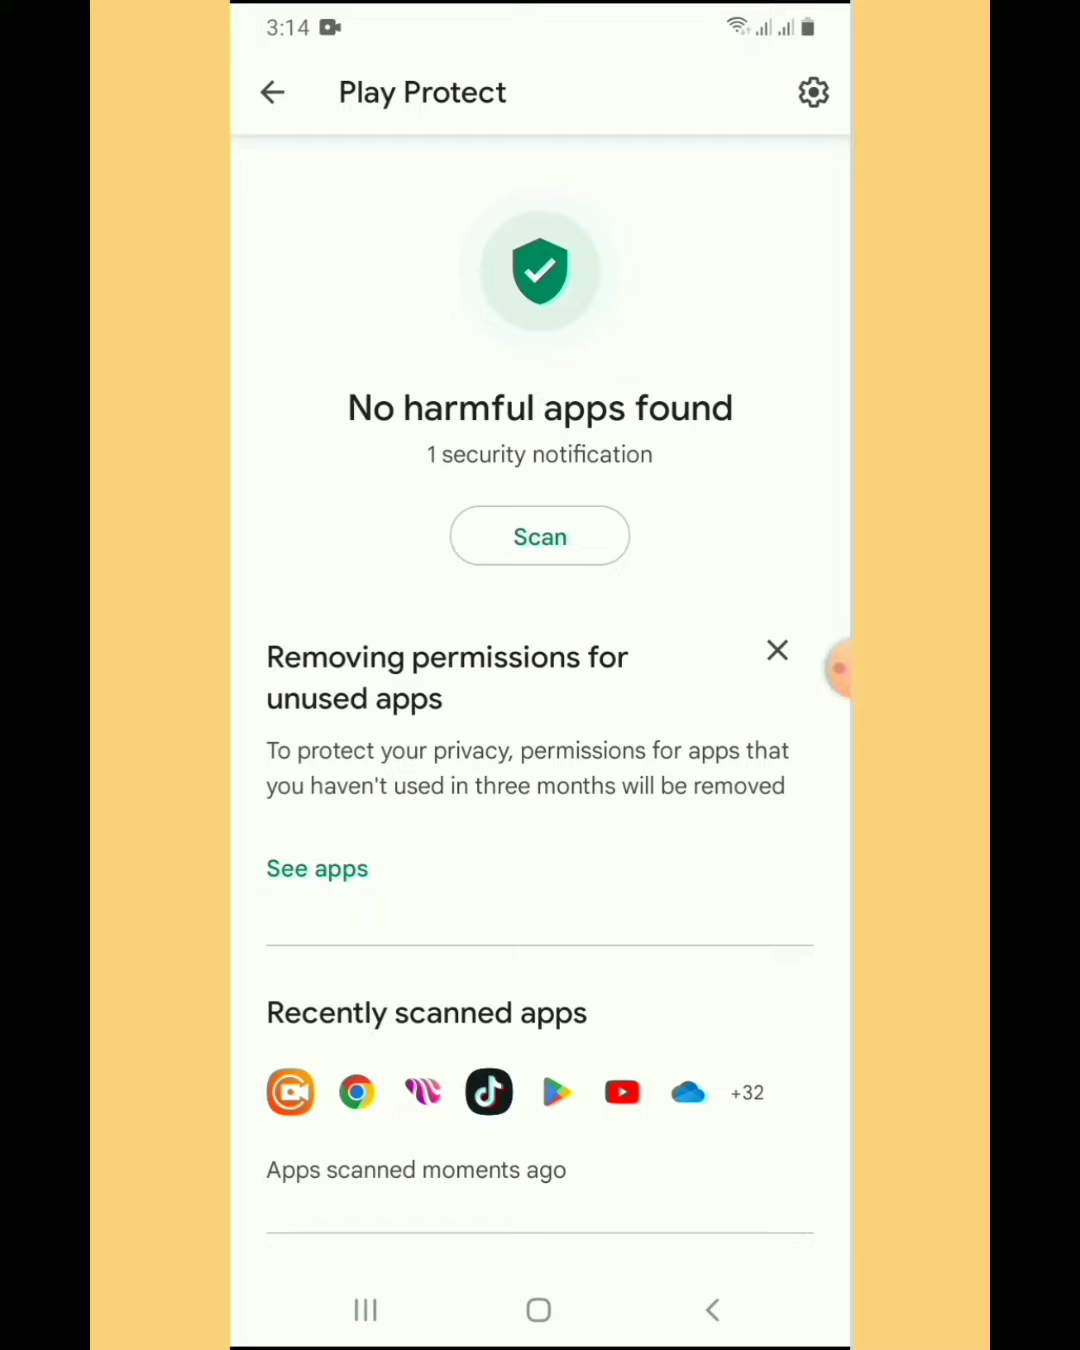 3:14
Play Protect
No harmful apps found
1 security notification
Scan
Removing permissions for
unused apps
To protect your privacy, permissions for apps that
you haven't used in three months will be removed
See apps
Recently scanned apps
+32
Apps scanned moments ago